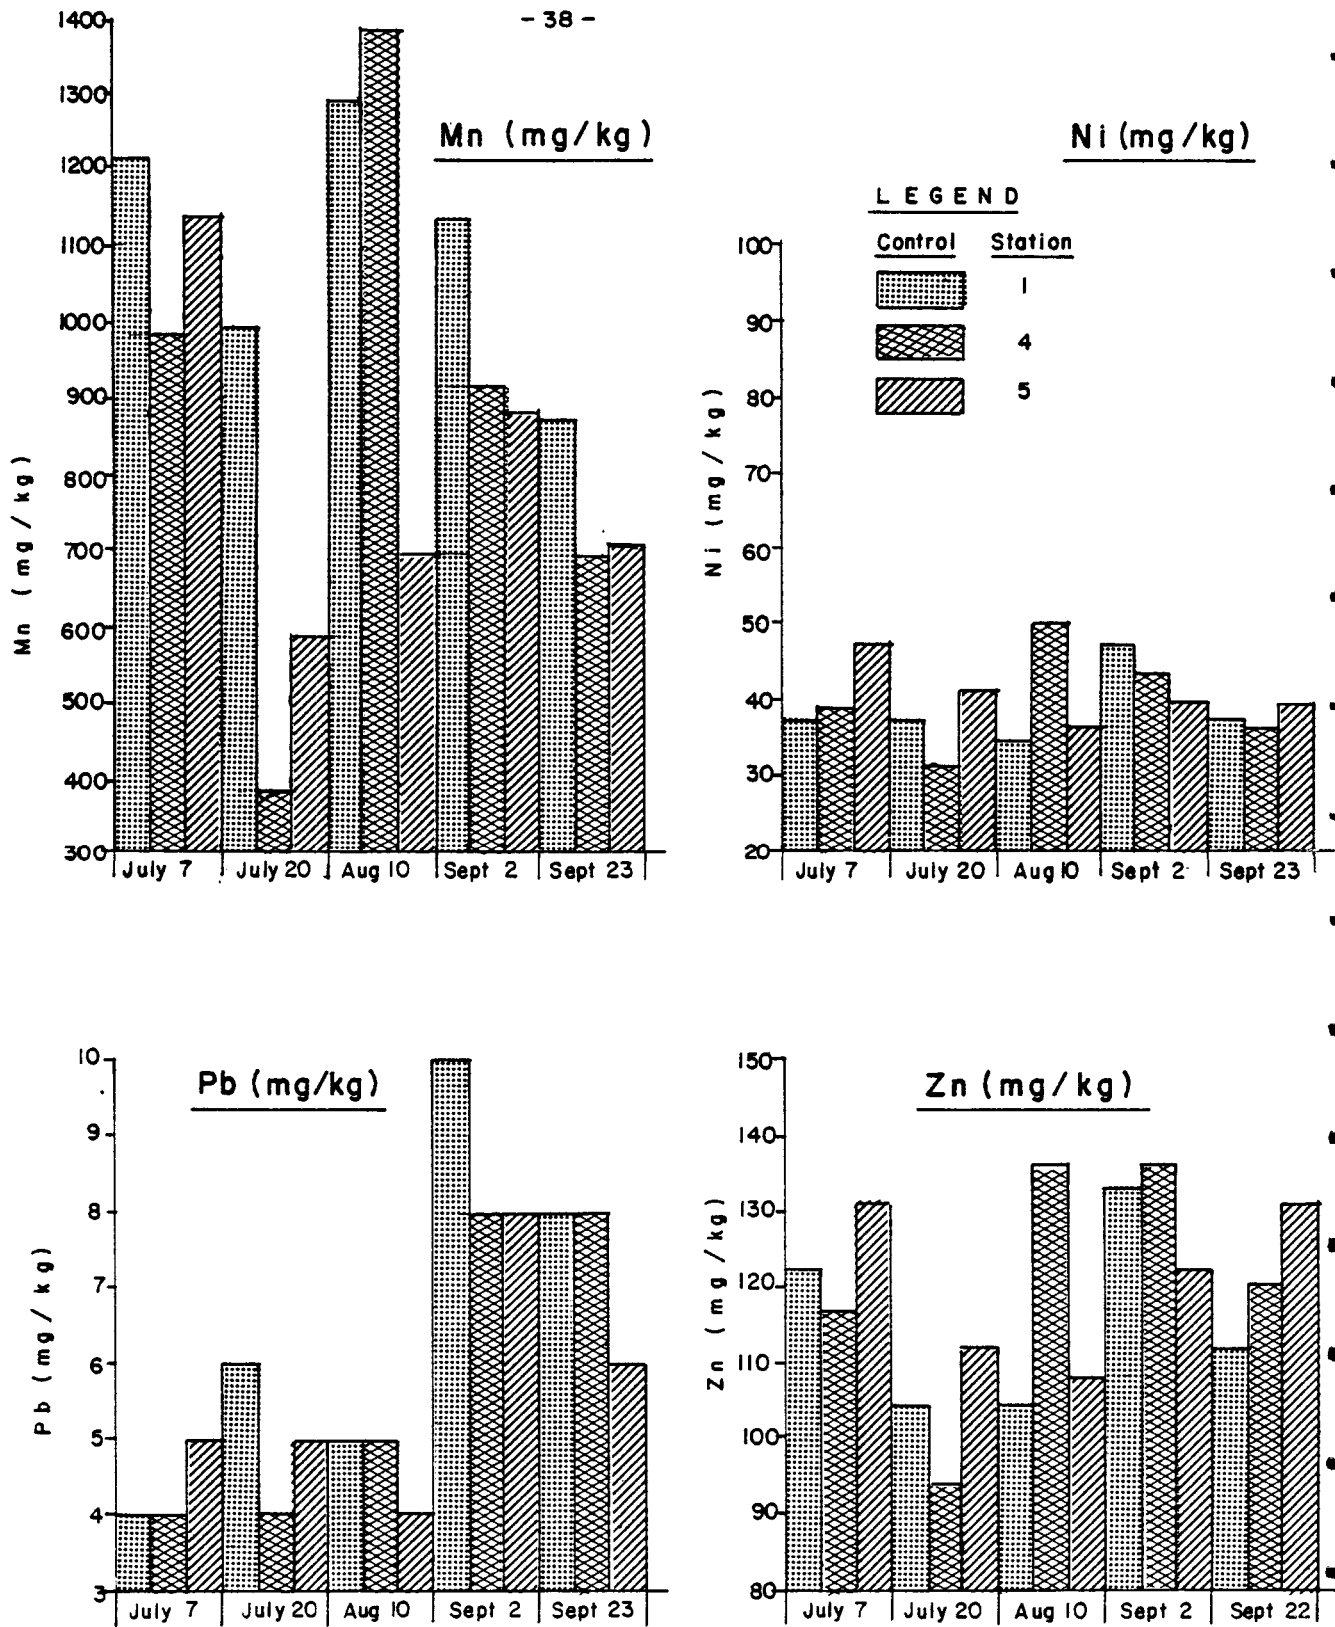 - 38 -
Mn (mg/kg)
1400
1300
1200
1100
1000
900
800
700
600
500
400
300
Mn (mg/kg)
July 7 July 20 Aug 10 Sept 2 Sept 23
Ni (mg/kg)
LEGEND
Control Station
1
4
5
100
90
80
70
60
50
40
30
20
Ni (mg/kg)
July 7 July 20 Aug 10 Sept 2 Sept 23
Pb (mg/kg)
10
9
8
7
6
5
4
3
Pb (mg/kg)
July 7 July 20 Aug 10 Sept 2 Sept 23
Zn (mg/kg)
150
140
130
120
110
100
90
80
Zn (mg/kg)
July 7 July 20 Aug 10 Sept 2 Sept 22